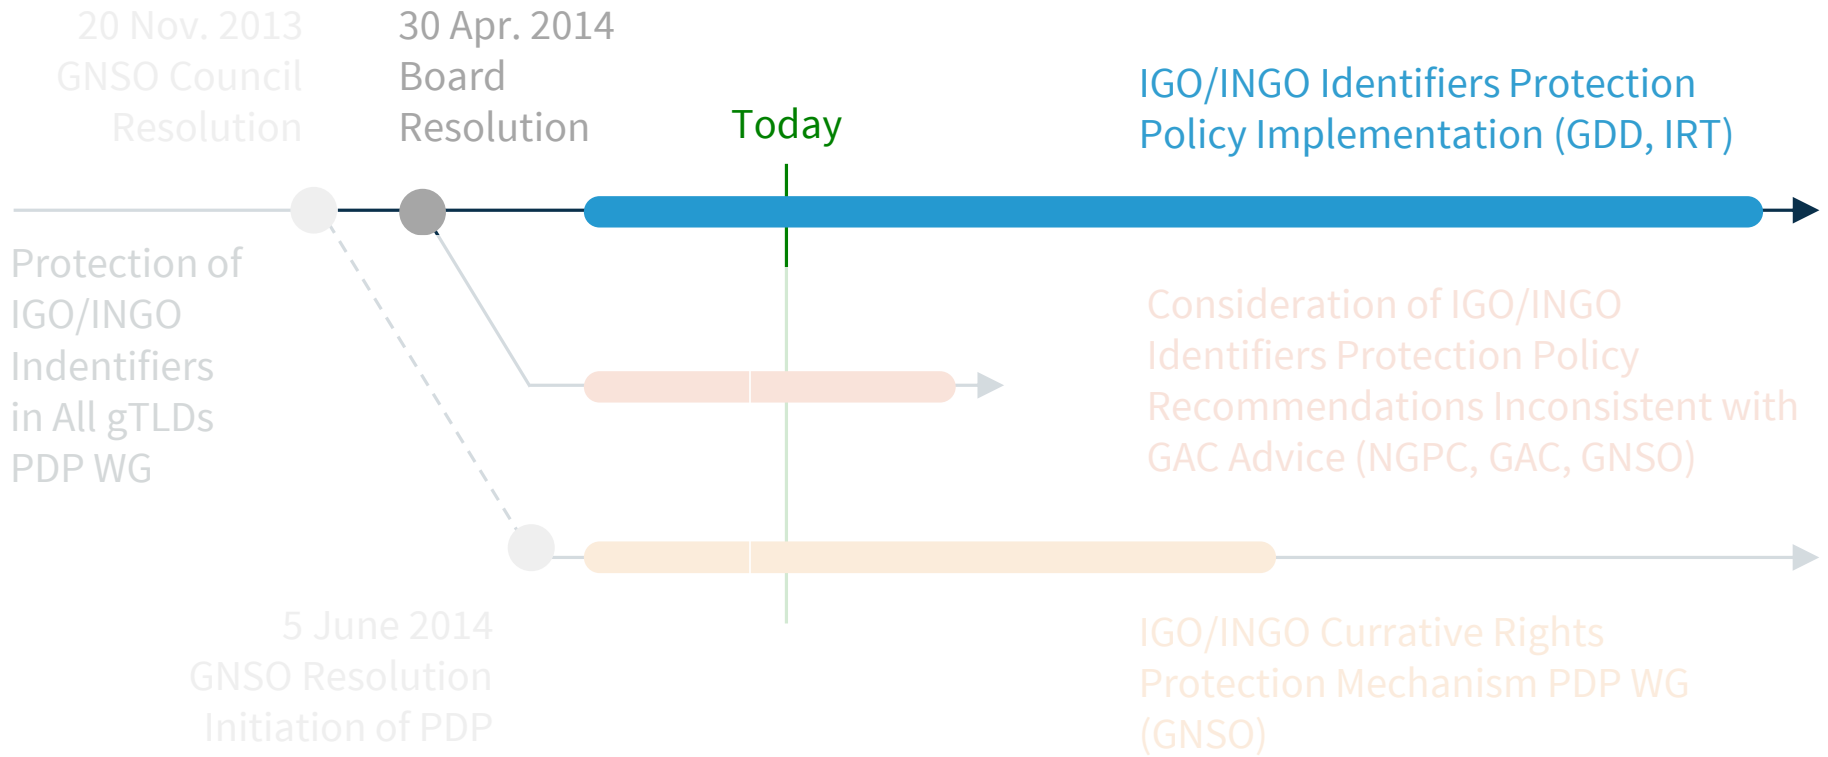 20 Nov. 2013
GNSO Council
Resolution
30 Apr. 2014
Board
Resolution
Today
IGO/INGO Identifiers Protection
Policy Implementation (GDD, IRT)
Protection of
IGO/INGO
Indentifiers
in All gTLDs
PDP WG
Consideration of IGO/INGO
Identifiers Protection Policy
Recommendations Inconsistent with
GAC Advice (NGPC, GAC, GNSO)
5 June 2014
GNSO Resolution
Initiation of PDP
IGO/INGO Currative Rights
Protection Mechanism PDP WG
(GNSO)